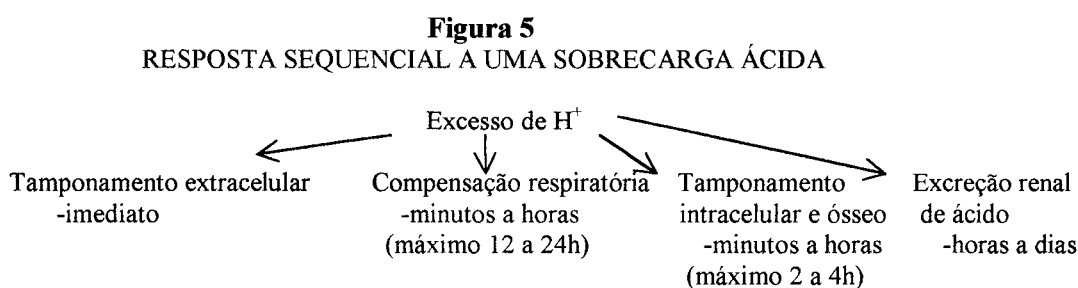 Figura 5
RESPOSTA SEQUENCIAL A UMA SOBRECARGA ÁCIDA
Excesso de H⁺
Tamponamento extracelular
-imediato
Compensação respiratória
-minutos a horas
(máximo 12 a 24h)
Tamponamento
intracelular e ósseo
-minutos a horas
(máximo 2 a 4h)
Excreção renal
de ácido
-horas a dias